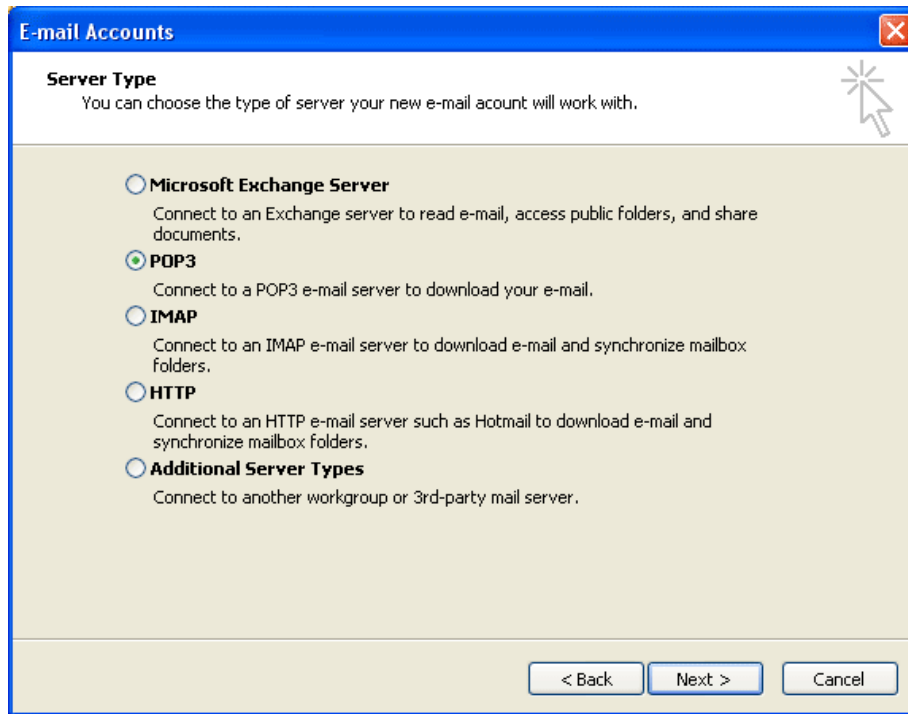 E-mail Accounts
Server Type
You can choose the type of server your new e-mail acount will work with.
Microsoft Exchange Server
Connect to an Exchange server to read e-mail, access public folders, and share
documents.
POP3
Connect to a POP3 e-mail server to download your e-mail.
IMAP
Connect to an IMAP e-mail server to download e-mail and synchronize mailbox
folders.
HTTP
Connect to an HTTP e-mail server such as Hotmail to download e-mail and
synchronize mailbox folders.
Additional Server Types
Connect to another workgroup or 3rd-party mail server.
< Back Next > Cancel